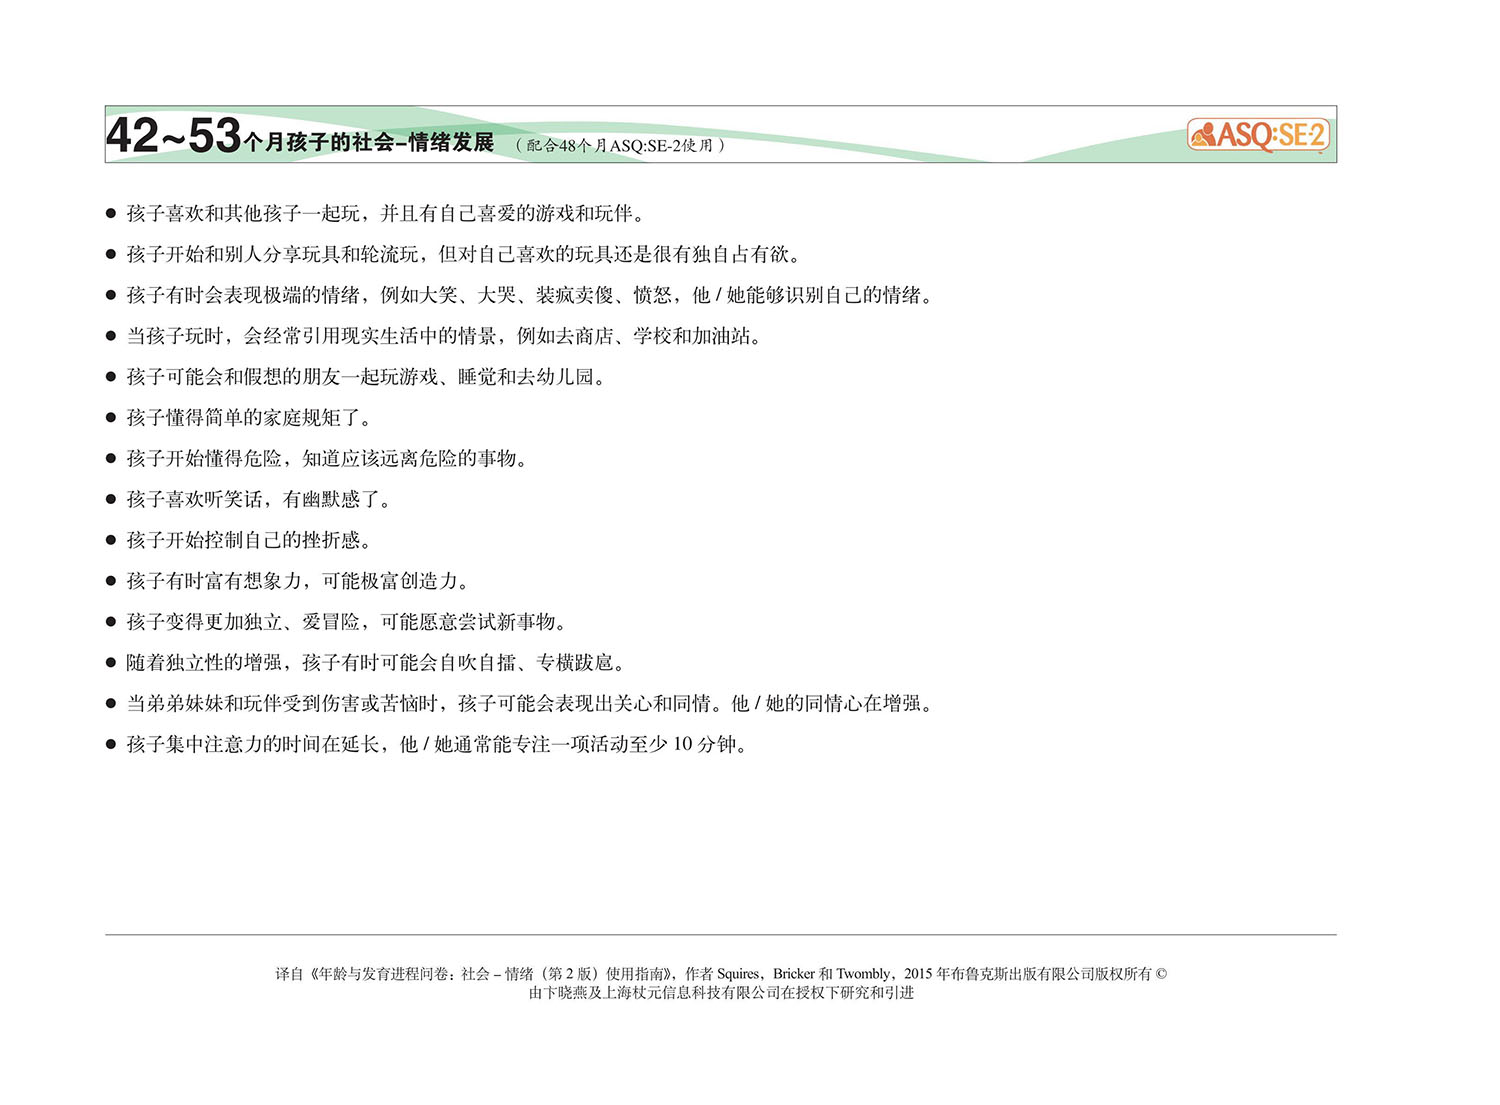 42~53个月孩子的社会–情绪发展 （配合48个月ASQ:SE-2使用）
ASQ:SE-2
● 孩子喜欢和其他孩子一起玩，并且有自己喜爱的游戏和玩伴。
● 孩子开始和别人分享玩具和轮流玩，但对自己喜欢的玩具还是很有独自占有欲。
● 孩子有时会表现极端的情绪，例如大笑、大哭、装疯卖傻、愤怒，他 / 她能够识别自己的情绪。
● 当孩子玩时，会经常引用现实生活中的情景，例如去商店、学校和加油站。
● 孩子可能会和假想的朋友一起玩游戏、睡觉和去幼儿园。
● 孩子懂得简单的家庭规矩了。
● 孩子开始懂得危险，知道应该远离危险的事物。
● 孩子喜欢听笑话，有幽默感了。
● 孩子开始控制自己的挫折感。
● 孩子有时富有想象力，可能极富创造力。
● 孩子变得更加独立、爱冒险，可能愿意尝试新事物。
● 随着独立性的增强，孩子有时可能会自吹自擂、专横跋扈。
● 当弟弟妹妹和玩伴受到伤害或苦恼时，孩子可能会表现出关心和同情。他 / 她的同情心在增强。
● 孩子集中注意力的时间在延长，他 / 她通常能专注一项活动至少 10 分钟。
译自《年龄与发育进程问卷：社会 – 情绪（第 2 版）使用指南》，作者 Squires，Bricker 和 Twombly，2015 年布鲁克斯出版有限公司版权所有 ©
由卞晓燕及上海杖元信息科技有限公司在授权下研究和引进